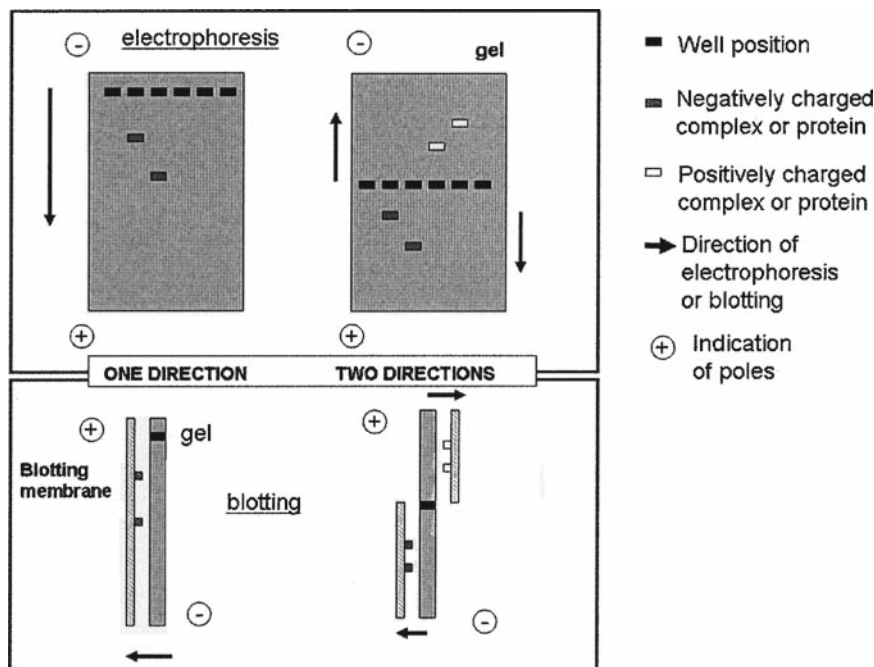 electrophoresis
gel
ONE DIRECTION
TWO DIRECTIONS
gel
Blotting
membrane
blotting
Well position
Negatively charged
complex or protein
Positively charged
complex or protein
Direction of
electrophoresis
or blotting
Indication
of poles